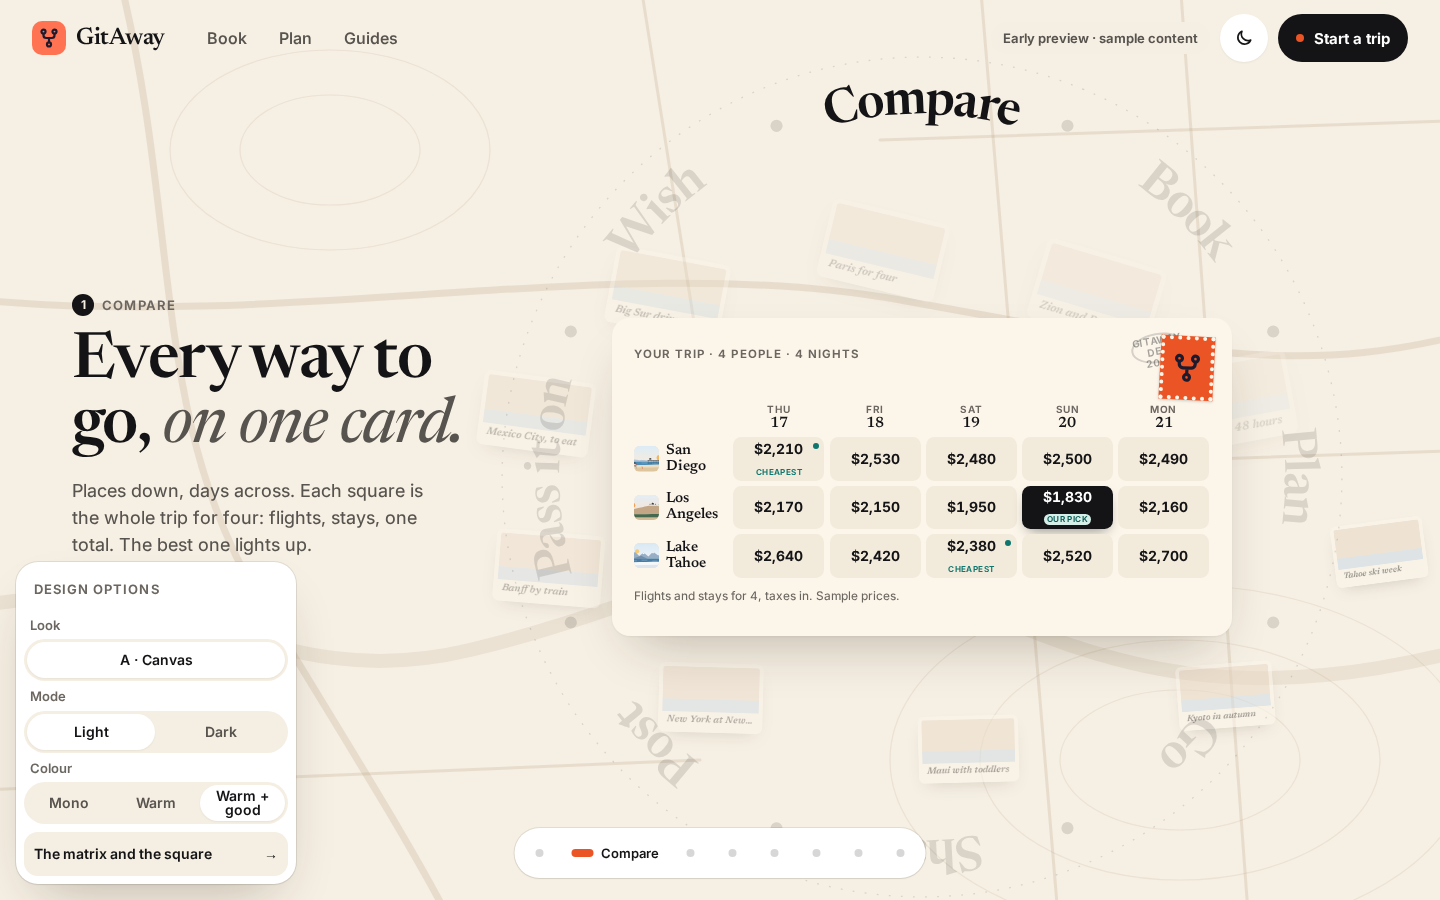 GitAway
Book
Plan
Guides
Early preview · sample content
Start a trip
Compare
Wish
Book
Plan
Go
Post
Pass it on
Big Sur
Paris for four
Zion and
Mexico City, to eat
48 hours
Banff by train
Tahoe ski week
New York at New...
Maui with toddlers
Kyoto in autumn
1 COMPARE
Every way to
go, on one card.
Places down, days across. Each square is
the whole trip for four: flights, stays, one
total. The best one lights up.
YOUR TRIP · 4 PEOPLE · 4 NIGHTS
THU FRI SAT SUN MON
17 18 19 20 21
San Diego
$2,210 $2,530 $2,480 $2,500 $2,490
CHEAPEST
Los Angeles
$2,170 $2,150 $1,950 $1,830 $2,160
OUR PICK
Lake Tahoe
$2,640 $2,420 $2,380 $2,520 $2,700
CHEAPEST
Flights and stays for 4, taxes in. Sample prices.
DESIGN OPTIONS
Look
A · Canvas
Mode
Light
Dark
Colour
Mono
Warm
Warm +
good
The matrix and the square →
Compare